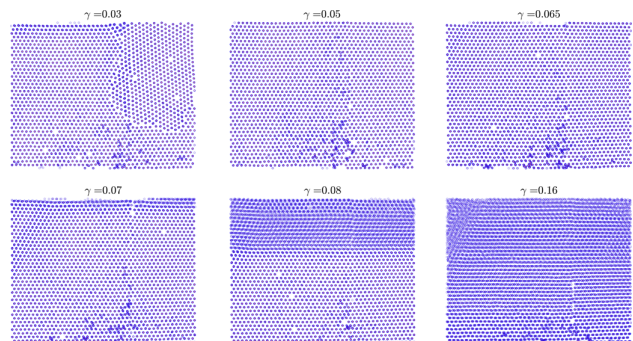 γ =0.03
γ =0.05
γ =0.065
γ =0.07
γ =0.08
γ =0.16